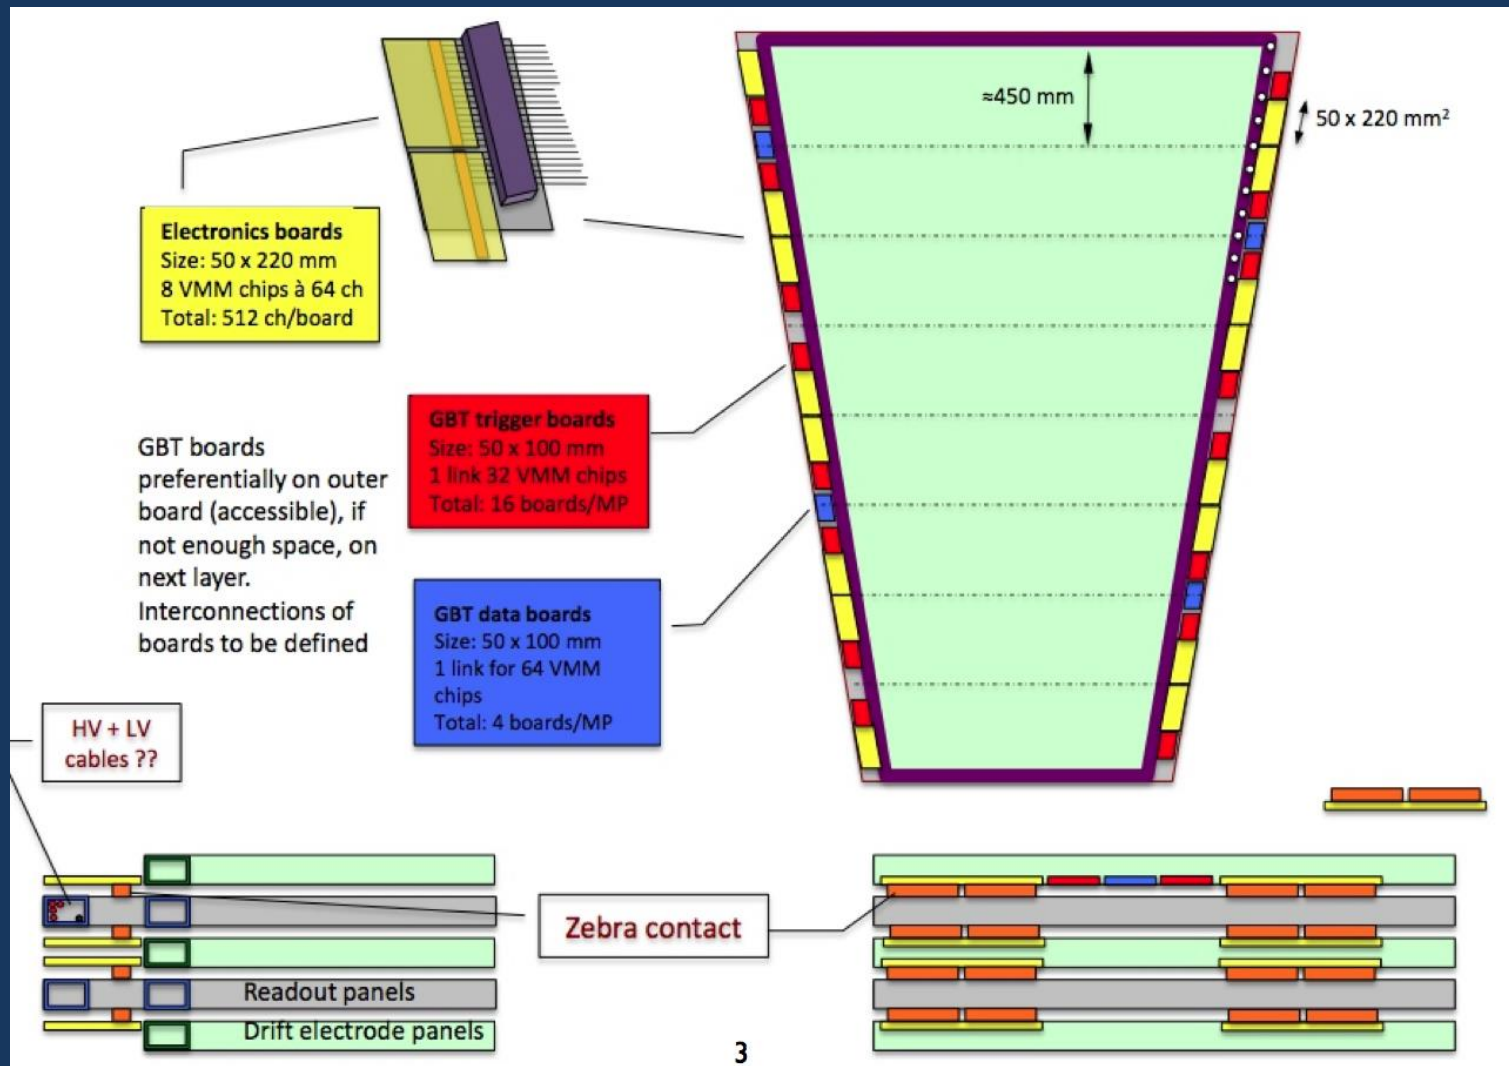 ≈450 mm
50 x 220 mm²
Electronics boards
Size: 50 x 220 mm
8 VMM chips à 64 ch
Total: 512 ch/board
GBT trigger boards
Size: 50 x 100 mm
1 link 32 VMM chips
Total: 16 boards/MP
GBT boards
preferentially on outer
board (accessible), if
not enough space, on
next layer.
Interconnections of
boards to be defined
GBT data boards
Size: 50 x 100 mm
1 link for 64 VMM
chips
Total: 4 boards/MP
HV + LV
cables ??
Zebra contact
Readout panels
Drift electrode panels
3